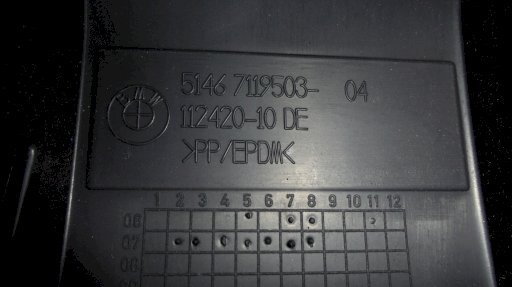 BMW
5146 7119503- 04
112420-10 DE
>PP/EPDM<
1 2 3 4 5 6 7 8 9 10 11 12
06
07